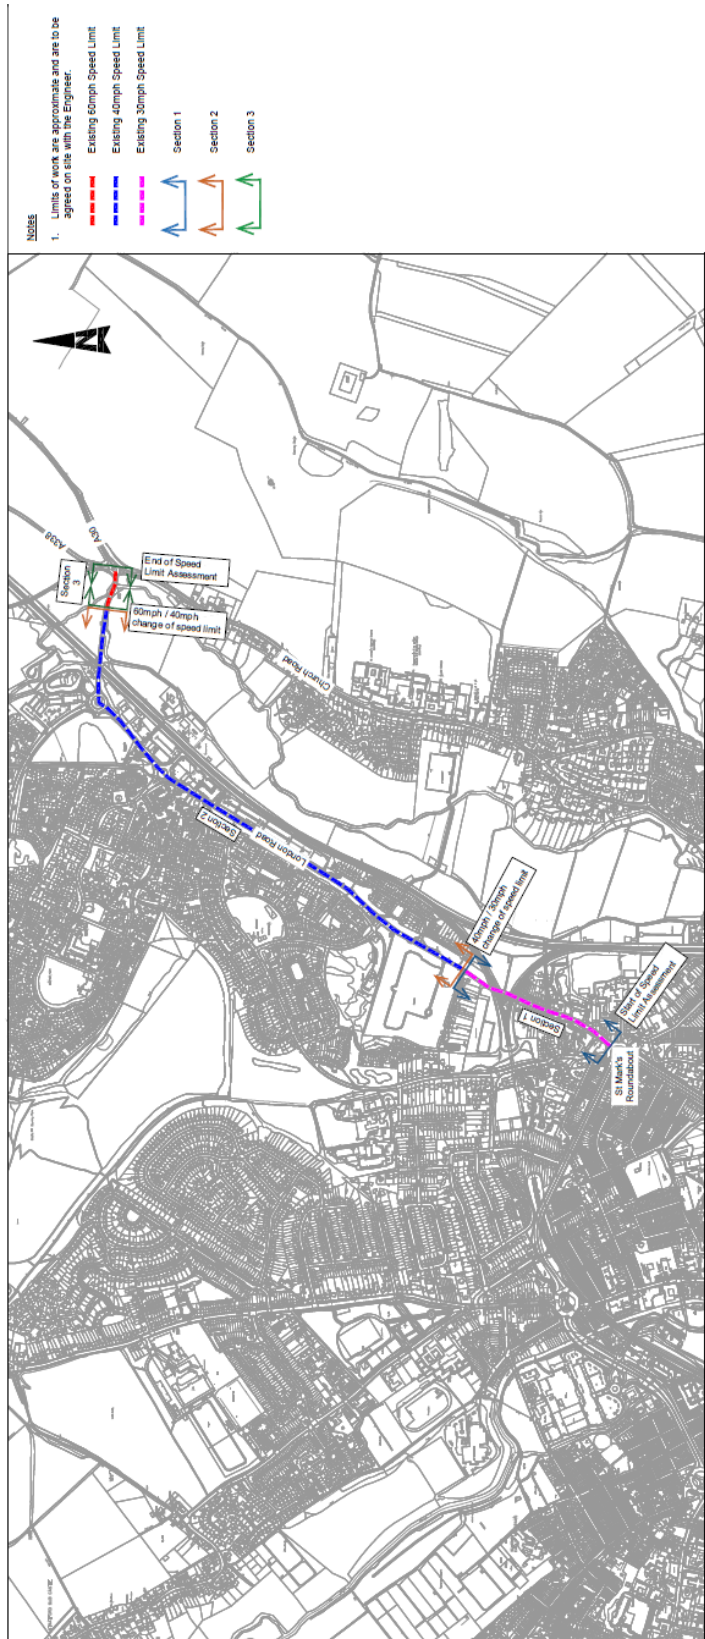 Notes
1. Limits of work are approximate and are to be
agreed on site with the Engineer.
Existing 60mph Speed Limit
Existing 40mph Speed Limit
Existing 30mph Speed Limit
Section 1
Section 2
Section 3
N
A338
A30
Section
3
End of Speed
Limit Assessment
60mph / 40mph
change of speed limit
Church Road
Section 2
London Road
40mph / 30mph
change of speed limit
Section 1
Start of Speed
Limit Assessment
St Mark's
Roundabout